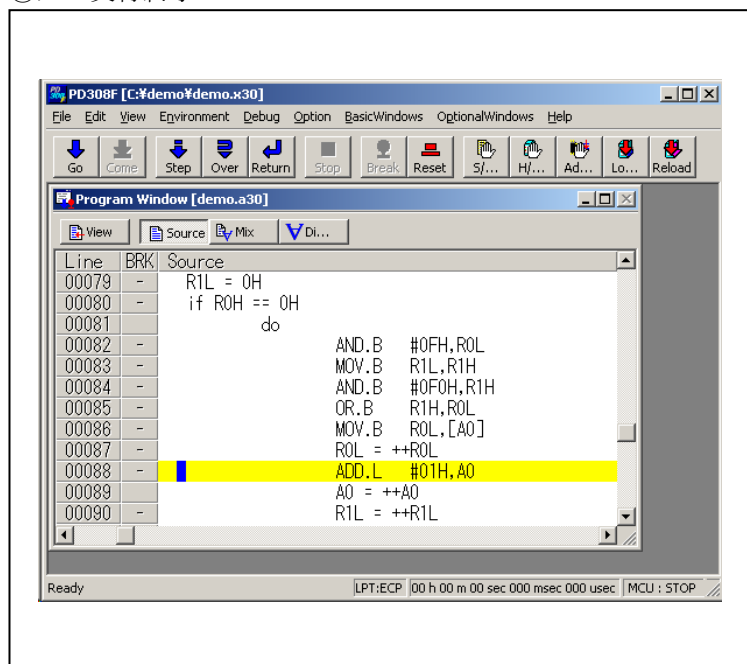 PD308F [C:¥demo¥demo.x30]
File Edit View Environment Debug Option BasicWindows OptionalWindows Help
Go Come Step Over Return Stop Break Reset S/... H/... Ad... Lo... Reload
Program Window [demo.a30]
View Source Mix Di...
Line BRK Source
00079 - R1L = 0H
00080 - if R0H == 0H
00081 do
00082 - AND.B #0FH,R0L
00083 - MOV.B R1L,R1H
00084 - AND.B #0F0H,R1H
00085 - OR.B R1H,R0L
00086 - MOV.B R0L,[A0]
00087 - R0L = ++R0L
00088 - ADD.L #01H,A0
00089 A0 = ++A0
00090 - R1L = ++R1L
Ready LPT:ECP 00 h 00 m 00 sec 000 msec 000 usec MCU : STOP